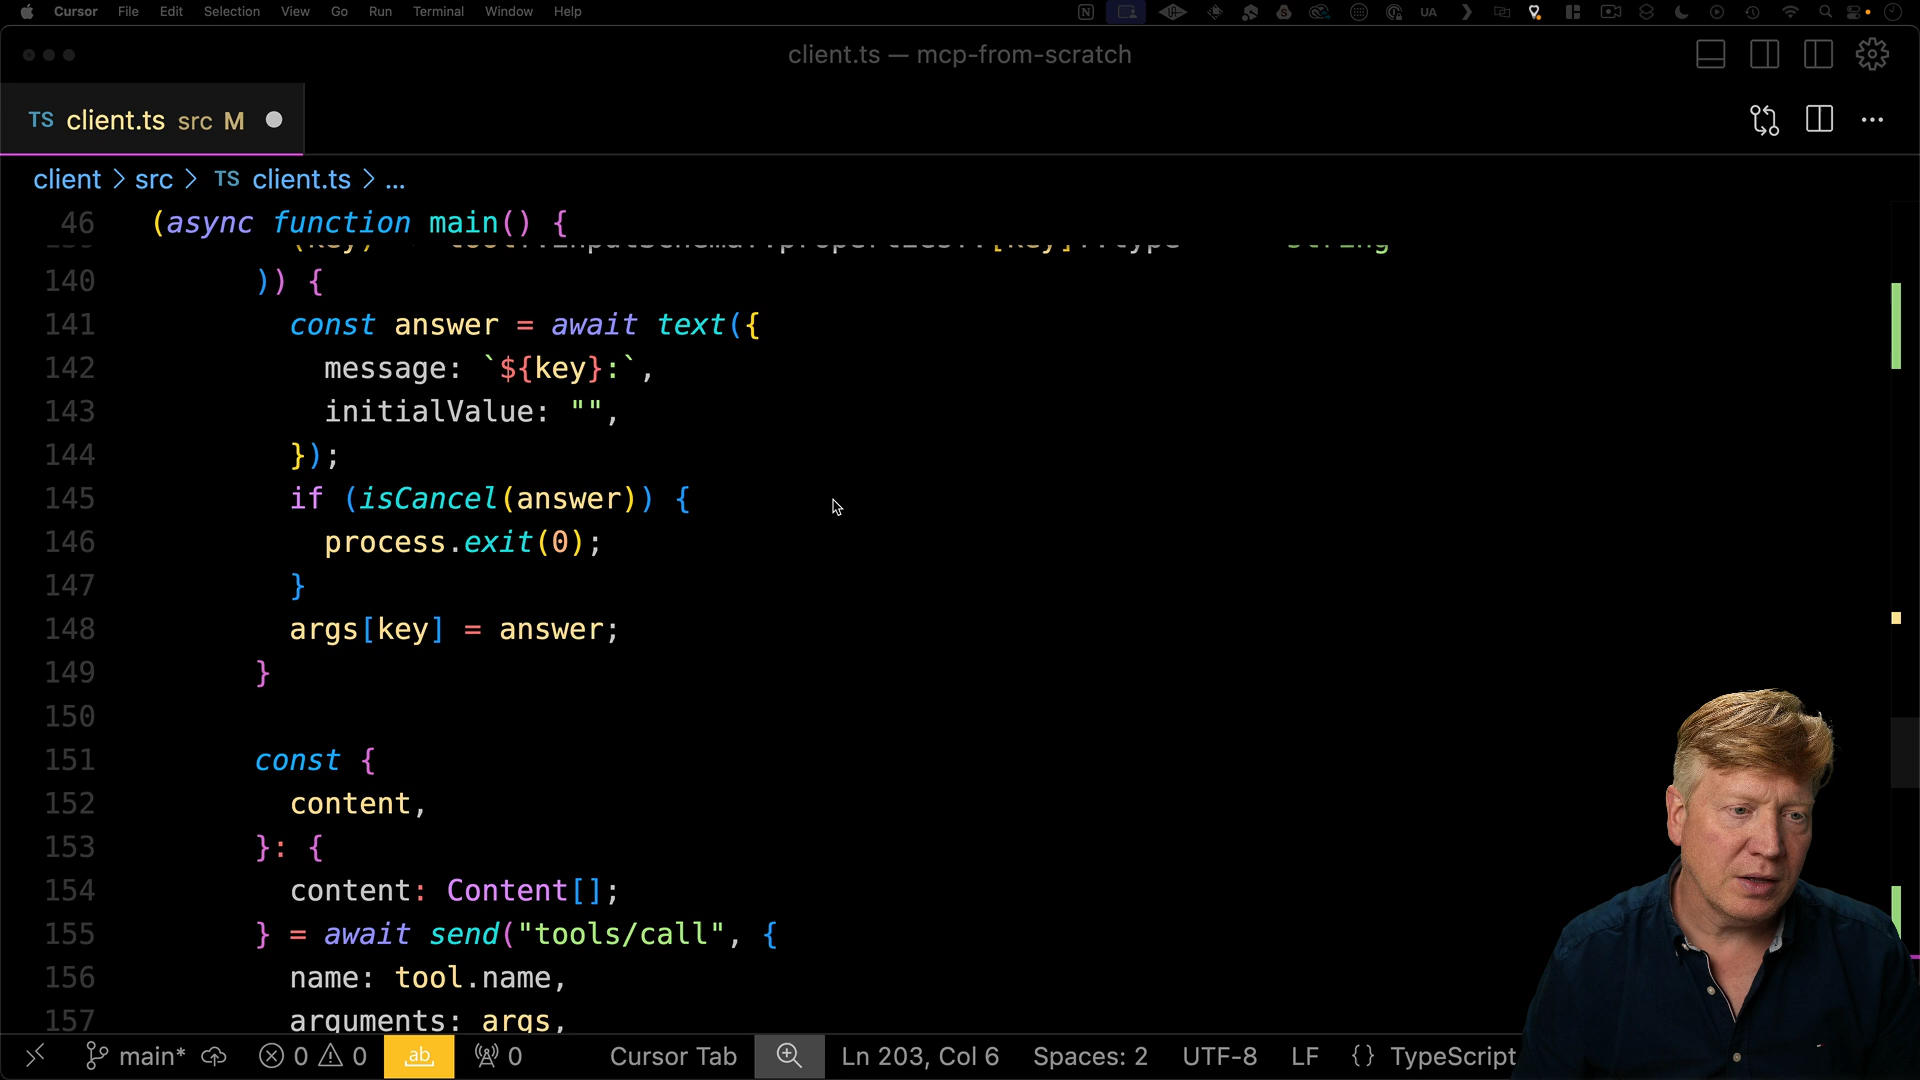 Cursor File Edit Selection View Go Run Terminal Window Help UA
client.ts — mcp-from-scratch
TS client.ts src M
client > src > TS client.ts > ...
46 (async function main() {
140 )) {
141 const answer = await text({
142 message: `${key}:`,
143 initialValue: "",
144 });
145 if (isCancel(answer)) {
146 process.exit(0);
147 }
148 args[key] = answer;
149 }
150
151 const {
152 content,
153 }: {
154 content: Content[];
155 } = await send("tools/call", {
156 name: tool.name,
157 arguments: args,
main* 0 0 ab 0 Cursor Tab Ln 203, Col 6 Spaces: 2 UTF-8 LF {} TypeScript